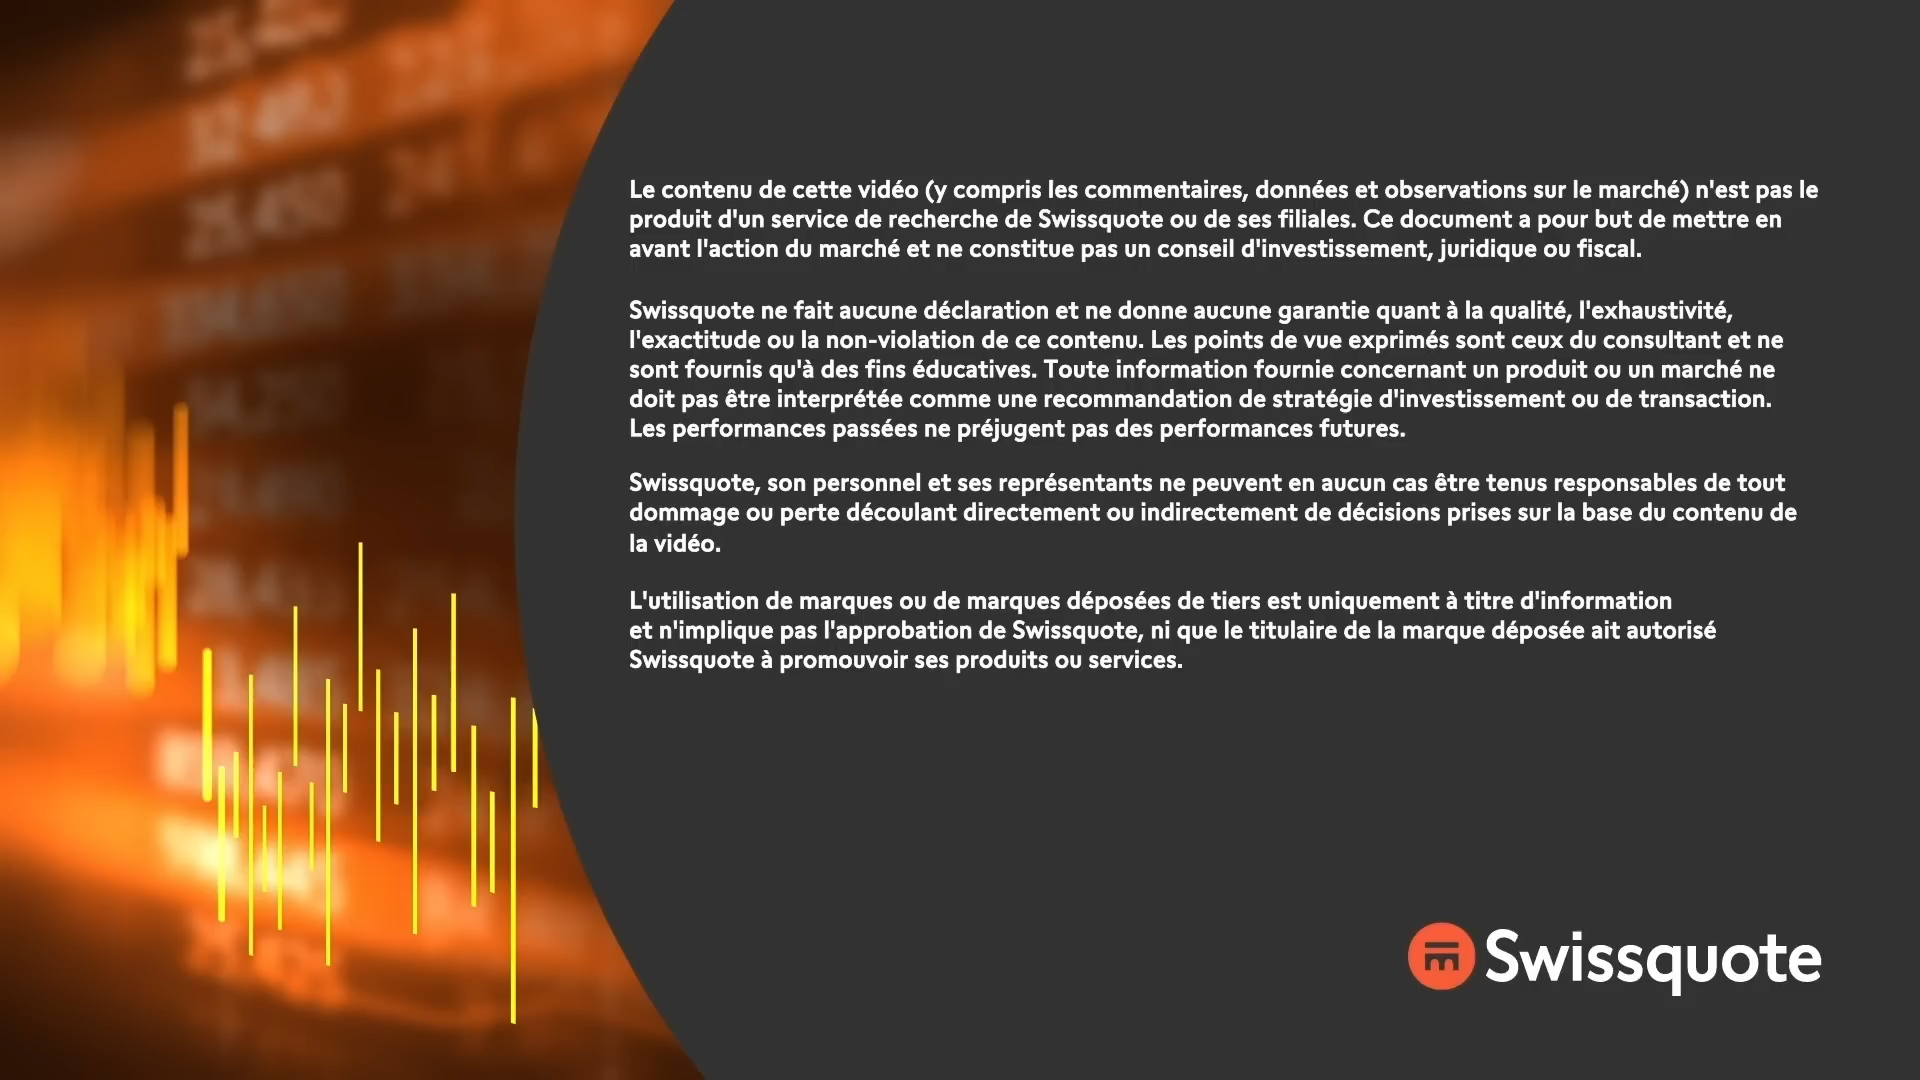 Le contenu de cette vidéo (y compris les commentaires, données et observations sur le marché) n'est pas le
produit d'un service de recherche de Swissquote ou de ses filiales. Ce document a pour but de mettre en
avant l'action du marché et ne constitue pas un conseil d'investissement, juridique ou fiscal.
Swissquote ne fait aucune déclaration et ne donne aucune garantie quant à la qualité, l'exhaustivité,
l'exactitude ou la non-violation de ce contenu. Les points de vue exprimés sont ceux du consultant et ne
sont fournis qu'à des fins éducatives. Toute information fournie concernant un produit ou un marché ne
doit pas être interprétée comme une recommandation de stratégie d'investissement ou de transaction.
Les performances passées ne préjugent pas des performances futures.
Swissquote, son personnel et ses représentants ne peuvent en aucun cas être tenus responsables de tout
dommage ou perte découlant directement ou indirectement de décisions prises sur la base du contenu de
la vidéo.
L'utilisation de marques ou de marques déposées de tiers est uniquement à titre d'information
et n'implique pas l'approbation de Swissquote, ni que le titulaire de la marque déposée ait autorisé
Swissquote à promouvoir ses produits ou services.
Swissquote